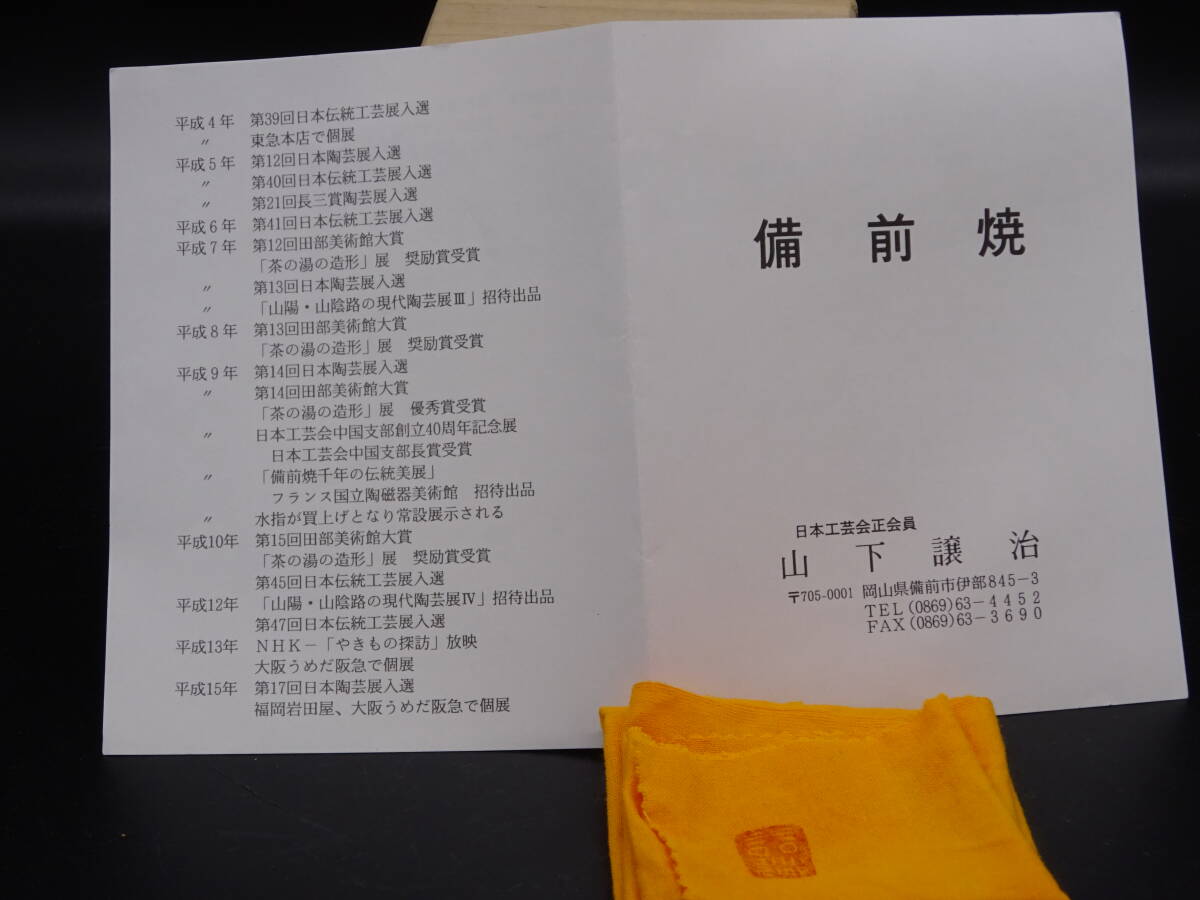 平成4年 第39回日本伝統工芸展入選
〃 東急本店で個展
平成5年 第12回日本陶芸展入選
〃 第40回日本伝統工芸展入選
〃 第21回長三賞陶芸展入選
平成6年 第41回日本伝統工芸展入選
平成7年 第12回田部美術館大賞
「茶の湯の造形」展 奨励賞受賞
〃 第13回日本陶芸展入選
〃 「山陽・山陰路の現代陶芸展Ⅲ」招待出品
平成8年 第13回田部美術館大賞
「茶の湯の造形」展 奨励賞受賞
平成9年 第14回日本陶芸展入選
〃 第14回田部美術館大賞
「茶の湯の造形」展 優秀賞受賞
〃 日本工芸会中国支部創立40周年記念展
日本工芸会中国支部長賞受賞
〃 「備前焼千年の伝統美展」
フランス国立陶磁器美術館 招待出品
〃 水指が買上げとなり常設展示される
平成10年 第15回田部美術館大賞
「茶の湯の造形」展 奨励賞受賞
第45回日本伝統工芸展入選
平成12年 「山陽・山陰路の現代陶芸展Ⅳ」招待出品
第47回日本伝統工芸展入選
平成13年 NHK－「やきもの探訪」放映
大阪うめだ阪急で個展
平成15年 第17回日本陶芸展入選
福岡岩田屋、大阪うめだ阪急で個展
備前焼
日本工芸会正会員
山下譲治
〒705-0001 岡山県備前市伊部845－3
TEL(0869)63－4452
FAX(0869)63－3690